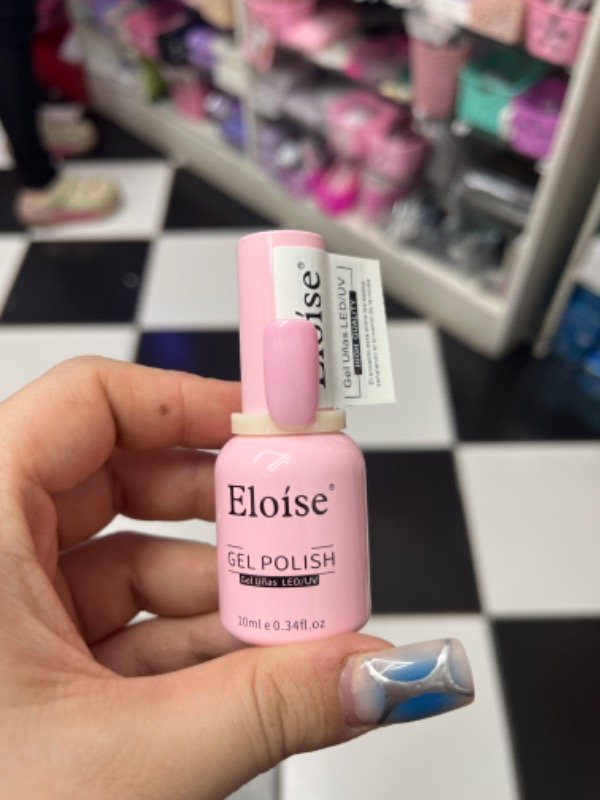 Eloíse®
Gel Uñas LED/UV
HIGH QUALITY
Eloíse®
GEL POLISH
Gel Uñas LED/UV
10ml e 0.34fl.oz